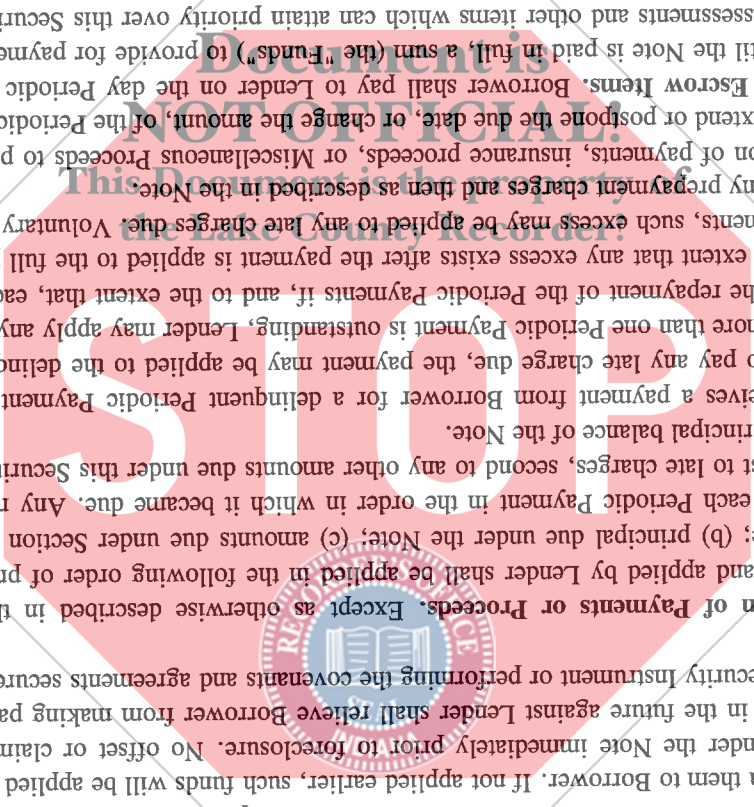 them to Borrower. If not applied earlier, such funds will be applied
nder the Note immediately prior to foreclosure. No offset or claim
in the future against Lender shall relieve Borrower from making pa
ecurity Instrument or performing the covenants and agreements secure
n of Payments or Proceeds. Except as otherwise described in th
and applied by Lender shall be applied in the following order of pr
e; (b) principal due under the Note; (c) amounts due under Section
each Periodic Payment in the order in which it became due. Any r
st to late charges, second to any other amounts due under this Securi
rincipal balance of the Note.
eives a payment from Borrower for a delinquent Periodic Payment
o pay any late charge due, the payment may be applied to the delinq
ore than one Periodic Payment is outstanding, Lender may apply any
he repayment of the Periodic Payments if, and to the extent that, eac
extent that any excess exists after the payment is applied to the full
ments, such excess may be applied to any late charges due. Voluntary
ny prepayment charges and then as described in the Note.
on of payments, insurance proceeds, or Miscellaneous Proceeds to p
extend or postpone the due date, or change the amount, of the Periodic
Escrow Items. Borrower shall pay to Lender on the day Periodic
til the Note is paid in full, a sum (the "Funds") to provide for payme
ssessments and other items which can attain priority over this Securi
Document is
NOT OFFICIAL!
This Document is the property of
the Lake County Recorder!
STOP
RECORDER'S OFFICE
INDIANA